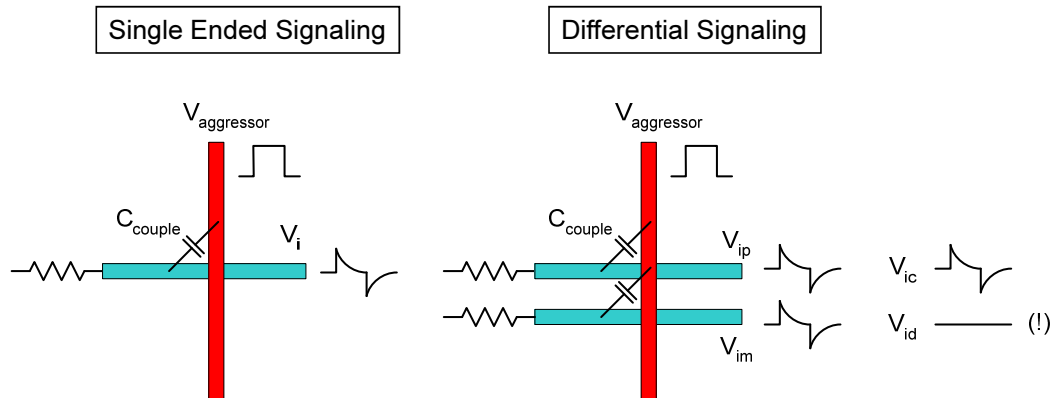 Single Ended Signaling
Differential Signaling
Vaggressor
Vaggressor
Ccouple
Vi
Ccouple
Vip
Vic
Vid
(!)
Vim